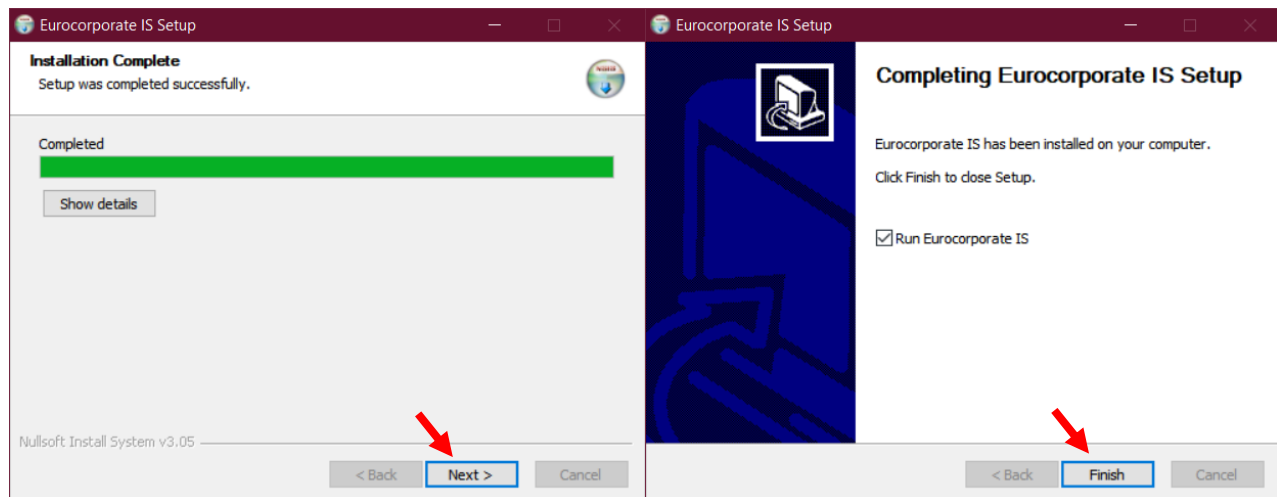 Eurocorporate IS Setup
Installation Complete
Setup was completed successfully.
Completed
Show details
Nullsoft Install System v3.05
< Back
Next >
Cancel
Eurocorporate IS Setup
Completing Eurocorporate IS Setup
Eurocorporate IS has been installed on your computer.
Click Finish to close Setup.
Run Eurocorporate IS
< Back
Finish
Cancel